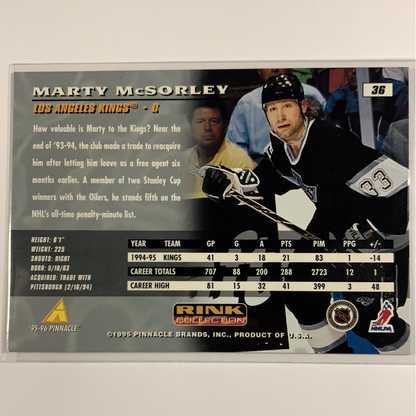 MARTY McSORLEY
36
LOS ANGELES KINGS® - D
How valuable is Marty to the Kings? Near the
end of '93-94, the club made a trade to reacquire
him after letting him leave as a free agent six
months earlier. A member of two Stanley Cup
winners with the Oilers, he stands fifth on the
NHL's all-time penalty-minute list.
33
HEIGHT: 6'1"
WEIGHT: 225
SHOOTS: RIGHT
BORN: 5/18/63
ACQUIRED: TRADE WITH
PITTSBURGH (2/16/94)
YEAR TEAM GP G A PTS PIM PPG +/-
1994-95 KINGS 41 3 18 21 83 1 -14
CAREER TOTALS 707 88 200 288 2723 12 1
CAREER HIGH 81 15 32 41 399 3 48
'95-96 PINNACLE
RINK
COLLECTION
©1995 PINNACLE BRANDS, INC., PRODUCT OF U.S.A.
NHLPA